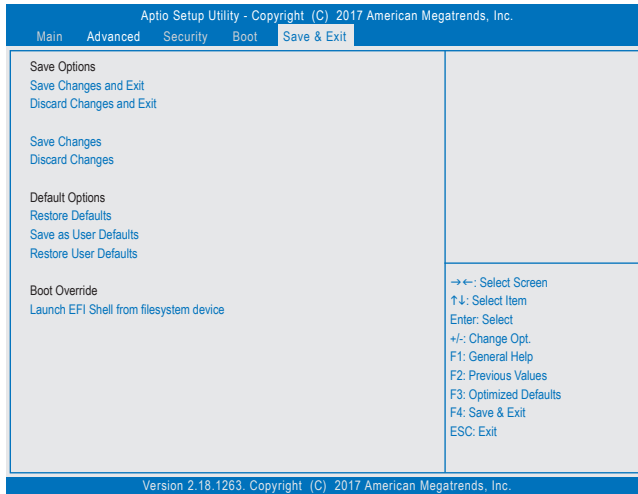 Aptio Setup Utility - Copyright (C) 2017 American Megatrends, Inc.
Main Advanced Security Boot Save & Exit
Save Options
Save Changes and Exit
Discard Changes and Exit
Save Changes
Discard Changes
Default Options
Restore Defaults
Save as User Defaults
Restore User Defaults
Boot Override
Launch EFI Shell from filesystem device
→←: Select Screen
↑↓: Select Item
Enter: Select
+/-: Change Opt.
F1: General Help
F2: Previous Values
F3: Optimized Defaults
F4: Save & Exit
ESC: Exit
Version 2.18.1263. Copyright (C) 2017 American Megatrends, Inc.